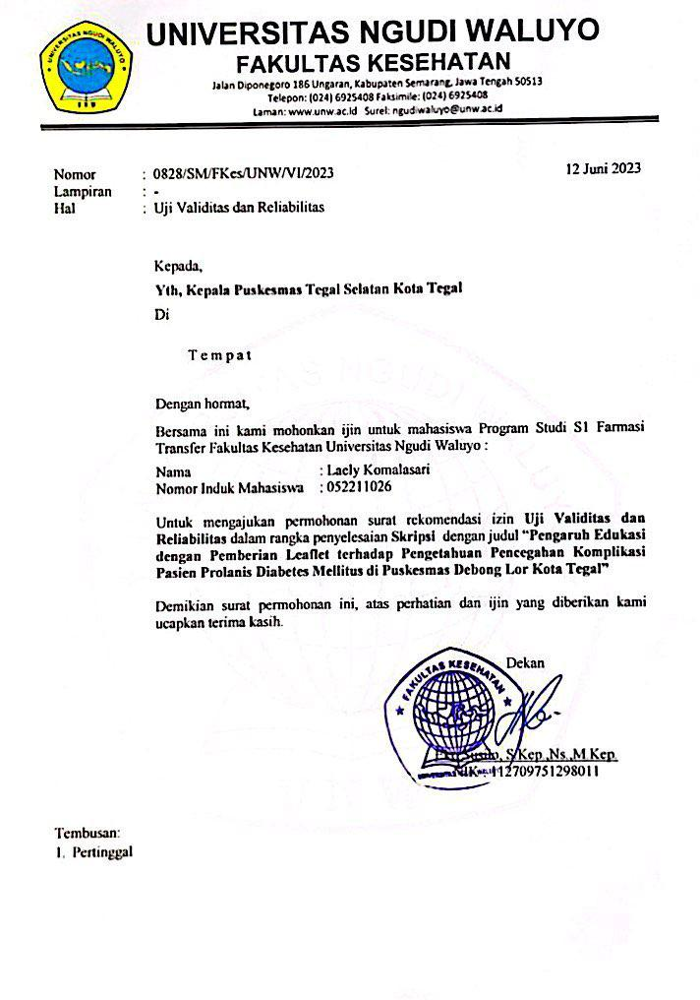 UNIVERSITAS NGUDI WALUYO
UNIVERSITAS NGUDI WALUYO
FAKULTAS KESEHATAN
Jalan Diponegoro 186 Ungaran, Kabupaten Semarang, Jawa Tengah 50513
Telepon: (024) 6925408 Faksimile: (024) 6925408
Laman: www.unw.ac.id Surel: ngudiwaluyo@unw.ac.id
Nomor : 0828/SM/FKes/UNW/VI/2023 12 Juni 2023
Lampiran : -
Hal : Uji Validitas dan Reliabilitas
Kepada,
Yth, Kepala Puskesmas Tegal Selatan Kota Tegal
Di
Tempat
Dengan hormat,
Bersama ini kami mohonkan ijin untuk mahasiswa Program Studi S1 Farmasi
Transfer Fakultas Kesehatan Universitas Ngudi Waluyo :
Nama : Laely Komalasari
Nomor Induk Mahasiswa : 052211026
Untuk mengajukan permohonan surat rekomendasi izin Uji Validitas dan
Reliabilitas dalam rangka penyelesaian Skripsi dengan judul "Pengaruh Edukasi
dengan Pemberian Leaflet terhadap Pengetahuan Pencegahan Komplikasi
Pasien Prolanis Diabetes Mellitus di Puskesmas Debong Lor Kota Tegal"
Demikian surat permohonan ini, atas perhatian dan ijin yang diberikan kami
ucapkan terima kasih.
Dekan
FAKULTAS KESEHATAN
Susilo, S.Kep.,Ns.,M.Kep.
112709751298011
Tembusan:
1. Pertinggal